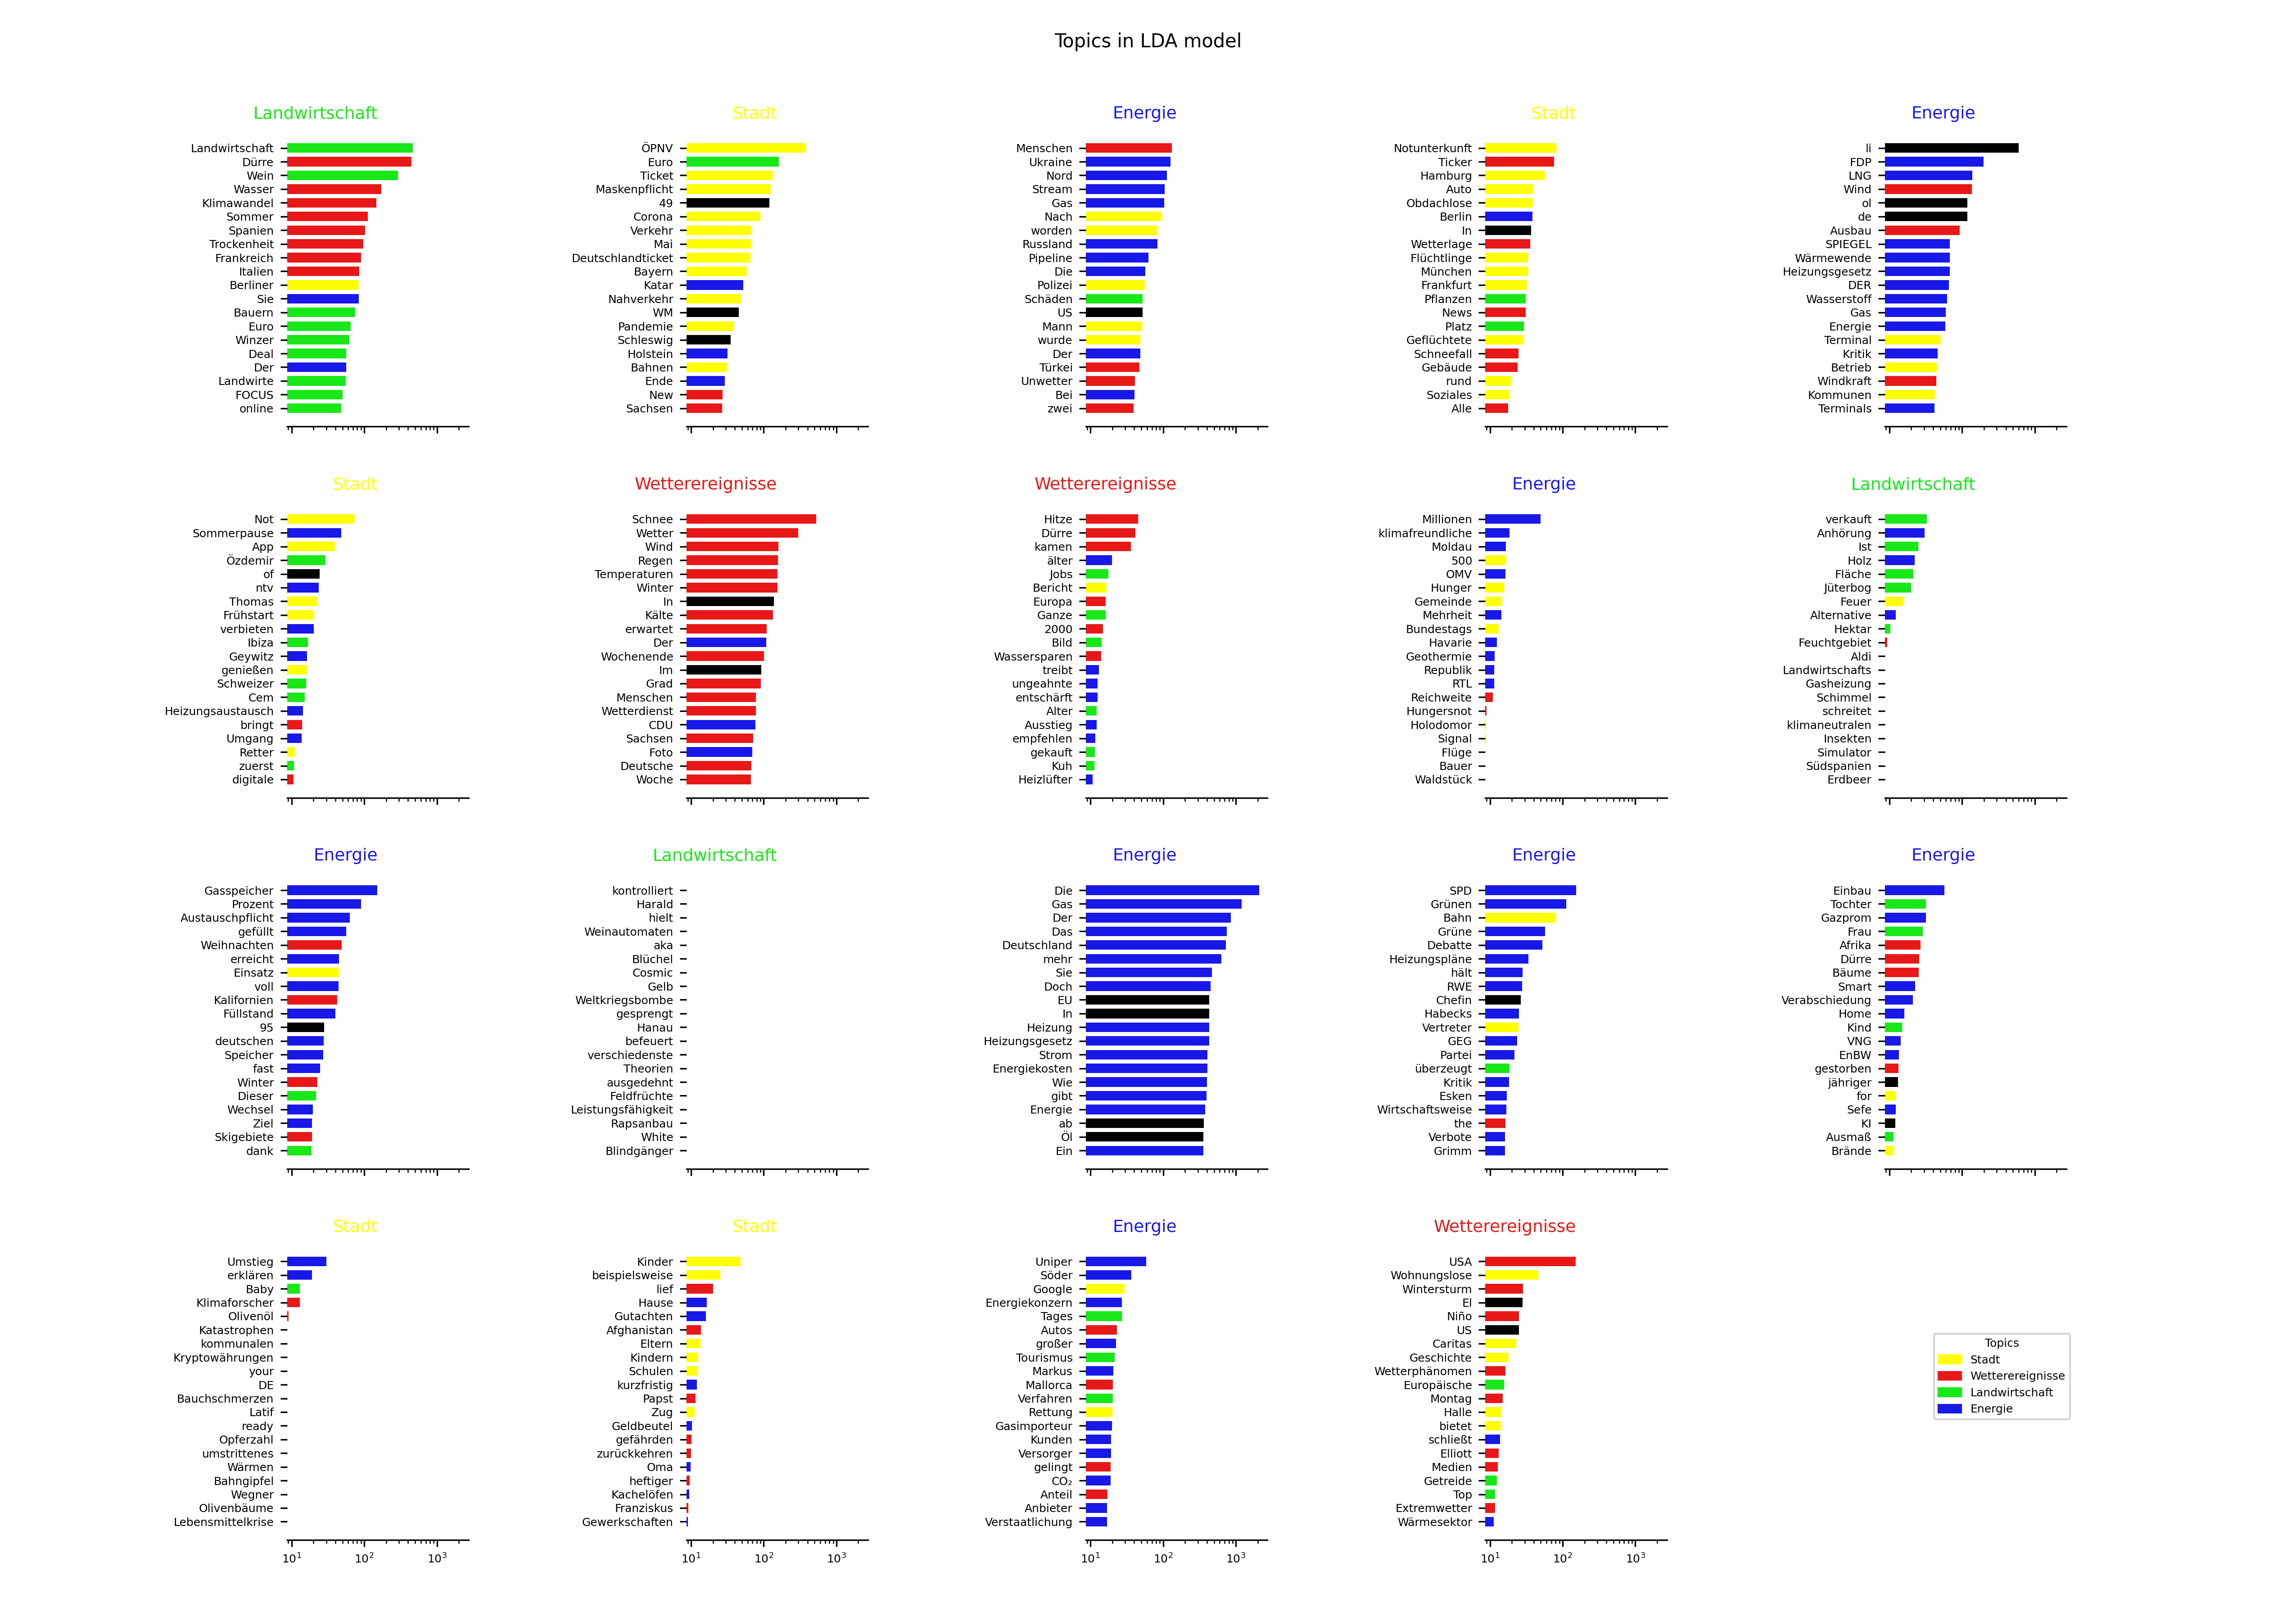 Topics in LDA model
Landwirtschaft
Landwirtschaft
Dürre
Wein
Wasser
Klimawandel
Sommer
Spanien
Trockenheit
Frankreich
Italien
Berliner
Sie
Bauern
Euro
Winzer
Deal
Der
Landwirte
FOCUS
online
Stadt
ÖPNV
Euro
Ticket
Maskenpflicht
49
Corona
Verkehr
Mai
Deutschlandticket
Bayern
Katar
Nahverkehr
WM
Pandemie
Schleswig
Holstein
Bahnen
Ende
New
Sachsen
Energie
Menschen
Ukraine
Nord
Stream
Gas
Nach
worden
Russland
Pipeline
Die
Polizei
Schäden
US
Mann
wurde
Der
Türkei
Unwetter
Bei
zwei
Stadt
Notunterkunft
Ticker
Hamburg
Auto
Obdachlose
Berlin
In
Wetterlage
Flüchtlinge
München
Frankfurt
Pflanzen
News
Platz
Geflüchtete
Schneefall
Gebäude
rund
Soziales
Alle
Energie
li
FDP
LNG
Wind
ol
de
Ausbau
SPIEGEL
Wärmewende
Heizungsgesetz
DER
Wasserstoff
Gas
Energie
Terminal
Kritik
Betrieb
Windkraft
Kommunen
Terminals
Stadt
Not
Sommerpause
App
Özdemir
of
ntv
Thomas
Frühstart
verbieten
Ibiza
Geywitz
genießen
Schweizer
Cem
Heizungsaustausch
bringt
Umgang
Retter
zuerst
digitale
Wetterereignisse
Schnee
Wetter
Wind
Regen
Temperaturen
Winter
In
Kälte
erwartet
Der
Wochenende
Im
Grad
Menschen
Wetterdienst
CDU
Sachsen
Foto
Deutsche
Woche
Wetterereignisse
Hitze
Dürre
kamen
älter
Jobs
Bericht
Europa
Ganze
2000
Bild
Wassersparen
treibt
ungeahnte
entschärft
Alter
Ausstieg
empfehlen
gekauft
Kuh
Heizlüfter
Energie
Millionen
klimafreundliche
Moldau
500
OMV
Hunger
Gemeinde
Mehrheit
Bundestags
Havarie
Geothermie
Republik
RTL
Reichweite
Hungersnot
Holodomor
Signal
Flüge
Bauer
Waldstück
Landwirtschaft
verkauft
Anhörung
Ist
Holz
Fläche
Jüterbog
Feuer
Alternative
Hektar
Feuchtgebiet
Aldi
Landwirtschafts
Gasheizung
Schimmel
schreitet
klimaneutralen
Insekten
Simulator
Südspanien
Erdbeer
Energie
Gasspeicher
Prozent
Austauschpflicht
gefüllt
Weihnachten
erreicht
Einsatz
voll
Kalifornien
Füllstand
95
deutschen
Speicher
fast
Winter
Dieser
Wechsel
Ziel
Skigebiete
dank
Landwirtschaft
kontrolliert
Harald
hielt
Weinautomaten
aka
Blüchel
Cosmic
Gelb
Weltkriegsbombe
gesprengt
Hanau
befeuert
verschiedenste
Theorien
ausgedehnt
Feldfrüchte
Leistungsfähigkeit
Rapsanbau
White
Blindgänger
Energie
Die
Gas
Der
Das
Deutschland
mehr
Sie
Doch
EU
In
Heizung
Heizungsgesetz
Strom
Energiekosten
Wie
gibt
Energie
ab
Öl
Ein
Energie
SPD
Grünen
Bahn
Grüne
Debatte
Heizungspläne
hält
RWE
Chefin
Habecks
Vertreter
GEG
Partei
überzeugt
Kritik
Esken
Wirtschaftsweise
the
Verbote
Grimm
Energie
Einbau
Tochter
Gazprom
Frau
Afrika
Dürre
Bäume
Smart
Verabschiedung
Home
Kind
VNG
EnBW
gestorben
jähriger
for
Sefe
KI
Ausmaß
Brände
Stadt
Umstieg
erklären
Baby
Klimaforscher
Olivenöl
Katastrophen
kommunalen
Kryptowährungen
your
DE
Bauchschmerzen
Latif
ready
Opferzahl
umstrittenes
Wärmen
Bahngipfel
Wegner
Olivenbäume
Lebensmittelkrise
10¹ 10² 10³
Stadt
Kinder
beispielsweise
lief
Hause
Gutachten
Afghanistan
Eltern
Kindern
Schulen
kurzfristig
Papst
Zug
Geldbeutel
gefährden
zurückkehren
Oma
heftiger
Kachelöfen
Franziskus
Gewerkschaften
10¹ 10² 10³
Energie
Uniper
Söder
Google
Energiekonzern
Tages
Autos
großer
Tourismus
Markus
Mallorca
Verfahren
Rettung
Gasimporteur
Kunden
Versorger
gelingt
CO₂
Anteil
Anbieter
Verstaatlichung
10¹ 10² 10³
Wetterereignisse
USA
Wohnungslose
Wintersturm
El
Niño
US
Caritas
Geschichte
Wetterphänomen
Europäische
Montag
Halle
bietet
schließt
Elliott
Medien
Getreide
Top
Extremwetter
Wärmesektor
10¹ 10² 10³
Topics
Stadt
Wetterereignisse
Landwirtschaft
Energie